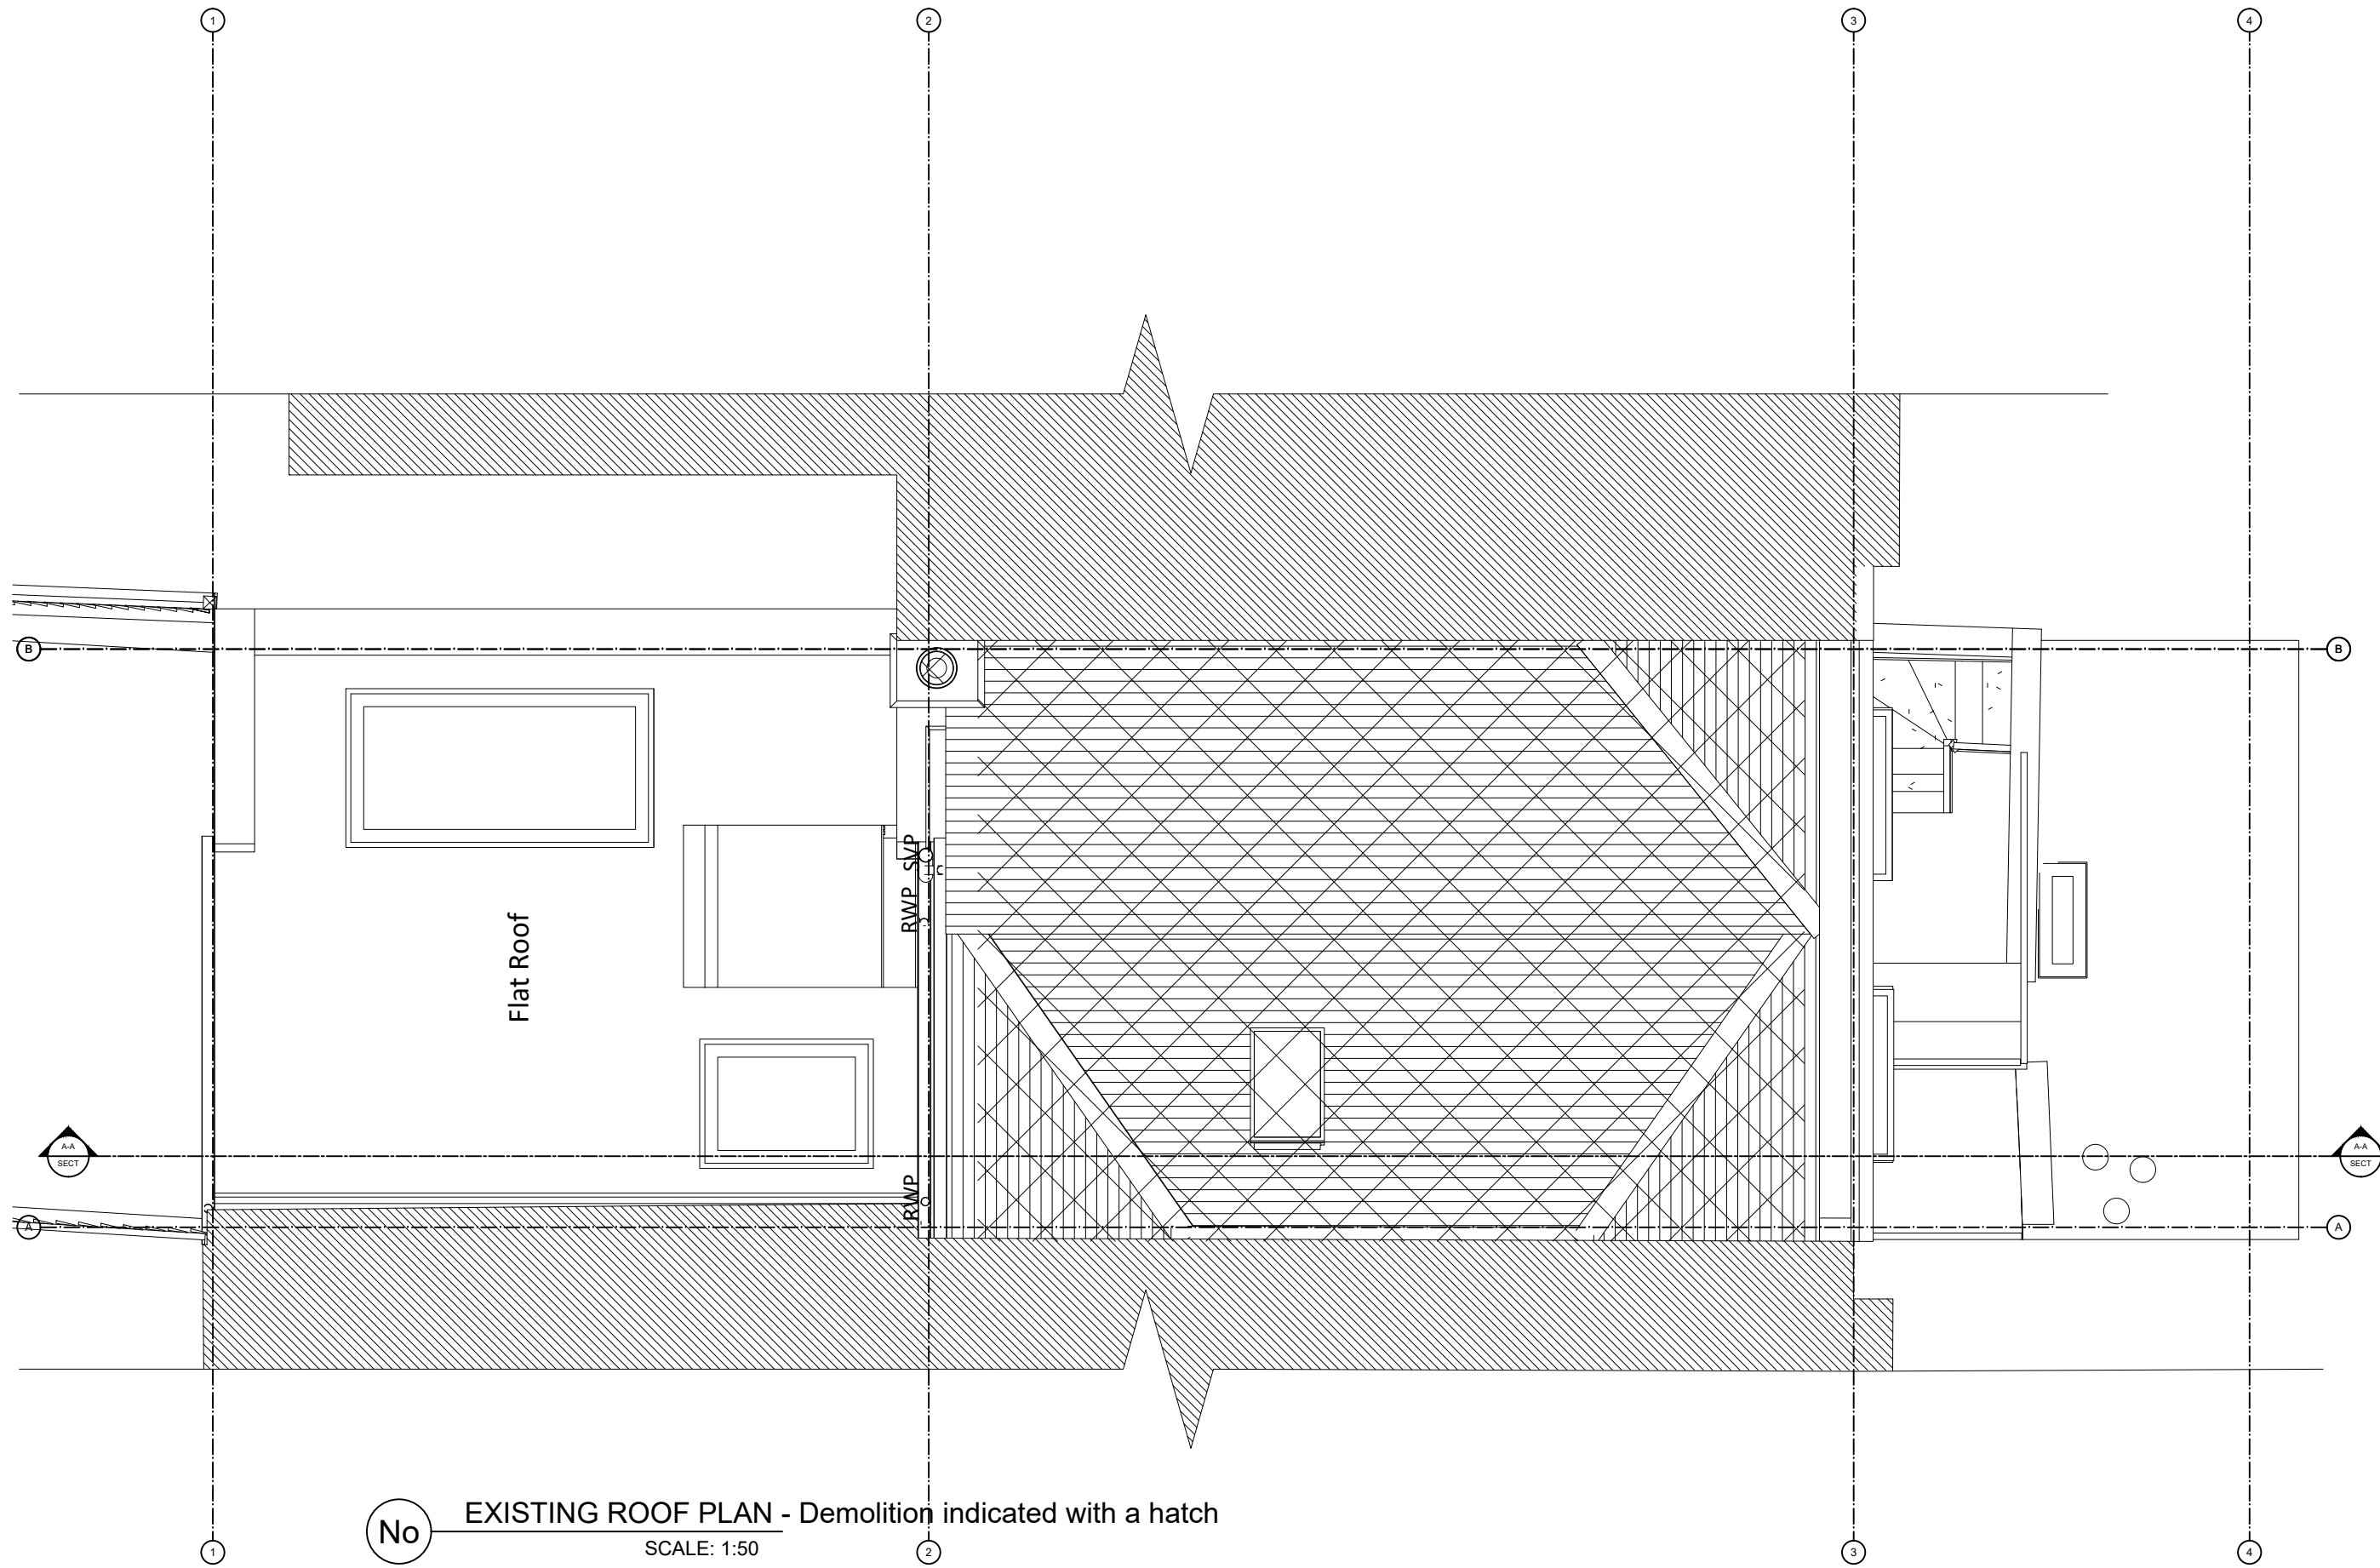 1 2 3 4
B B
SVP
RWP
Flat Roof
A-A
SECT
A-A
SECT
RWP
A A
No
EXISTING ROOF PLAN - Demolition indicated with a hatch
SCALE: 1:50
1 2 3 4